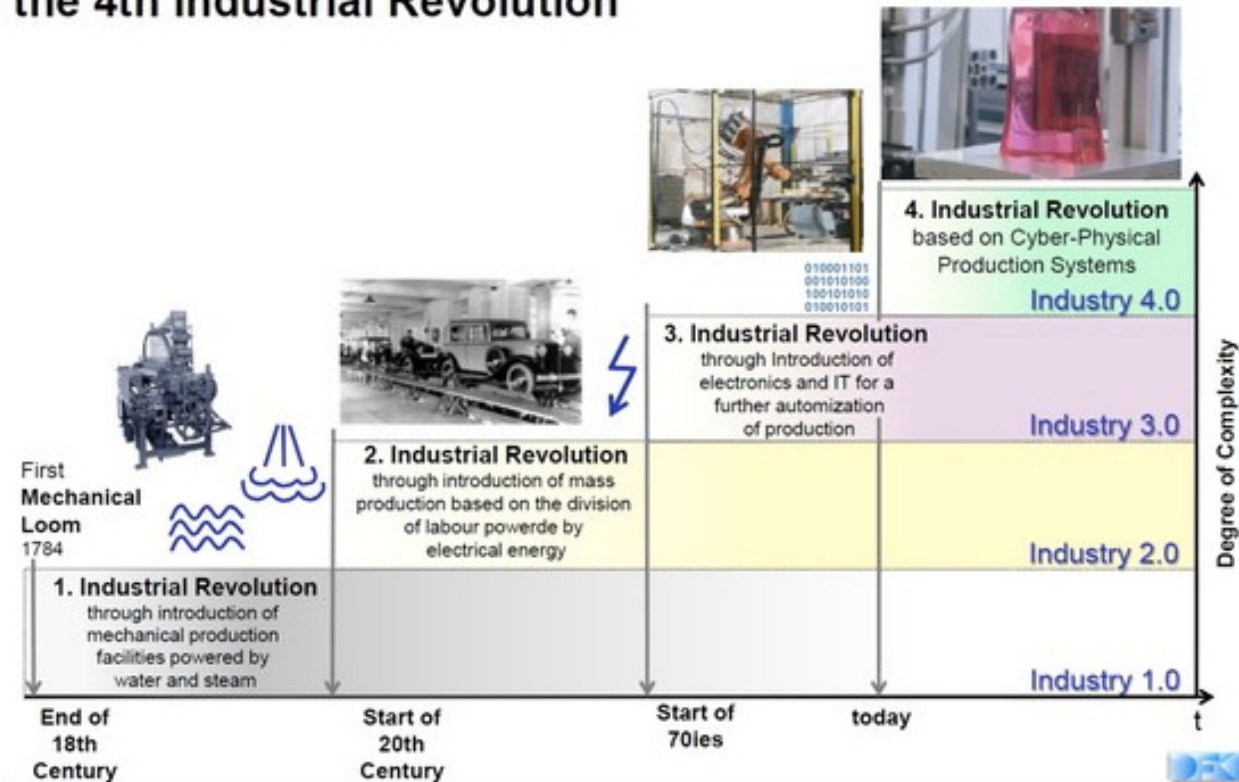 the 4th Industrial Revolution
4. Industrial Revolution
based on Cyber-Physical
Production Systems
Industry 4.0
010001101
001010100
100101010
010010101
3. Industrial Revolution
through Introduction of
electronics and IT for a
further automization
of production
Industry 3.0
2. Industrial Revolution
through introduction of mass
production based on the division
of labour powerde by
electrical energy
Industry 2.0
First
Mechanical
Loom
1784
1. Industrial Revolution
through introduction of
mechanical production
facilities powered by
water and steam
Industry 1.0
Degree of Complexity
End of
18th
Century
Start of
20th
Century
Start of
70ies
today
t